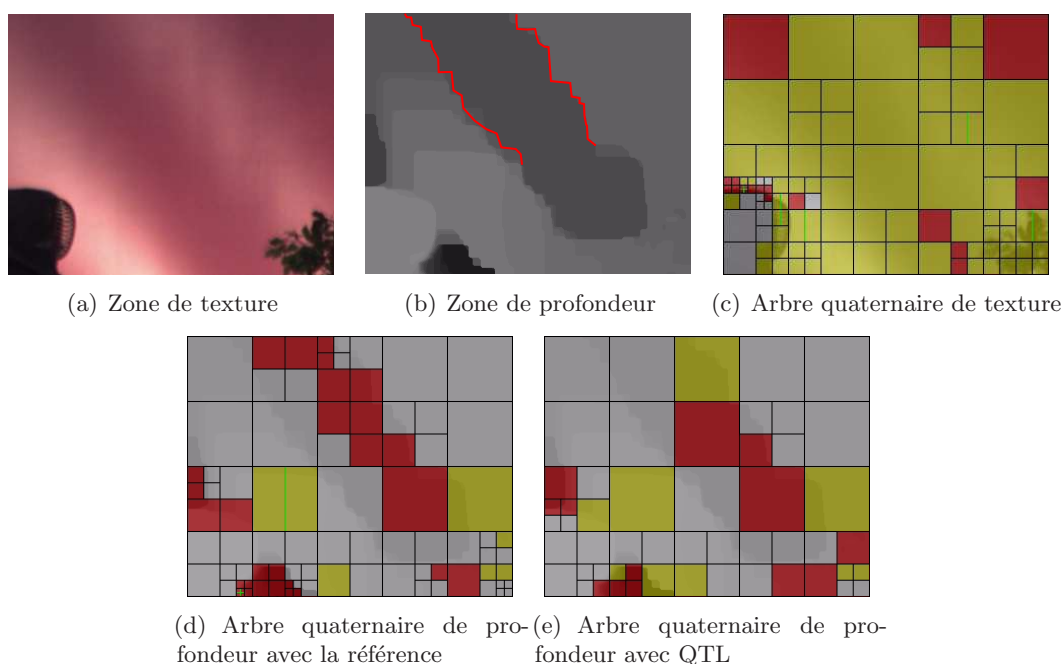 (a) Zone de texture
(b) Zone de profondeur
(c) Arbre quaternaire de texture
(d) Arbre quaternaire de pro-
fondeur avec la référence
(e) Arbre quaternaire de pro-
fondeur avec QTL